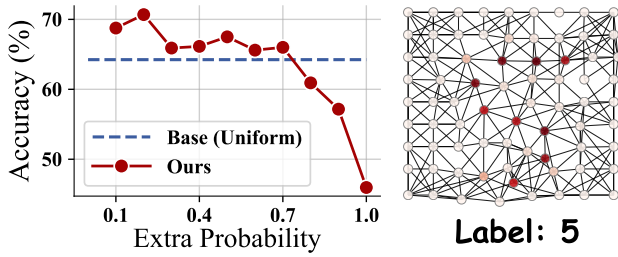 Accuracy (%)
70
60
50
Base (Uniform)
Ours
0.1 0.4 0.7 1.0
Extra Probability
Label: 5